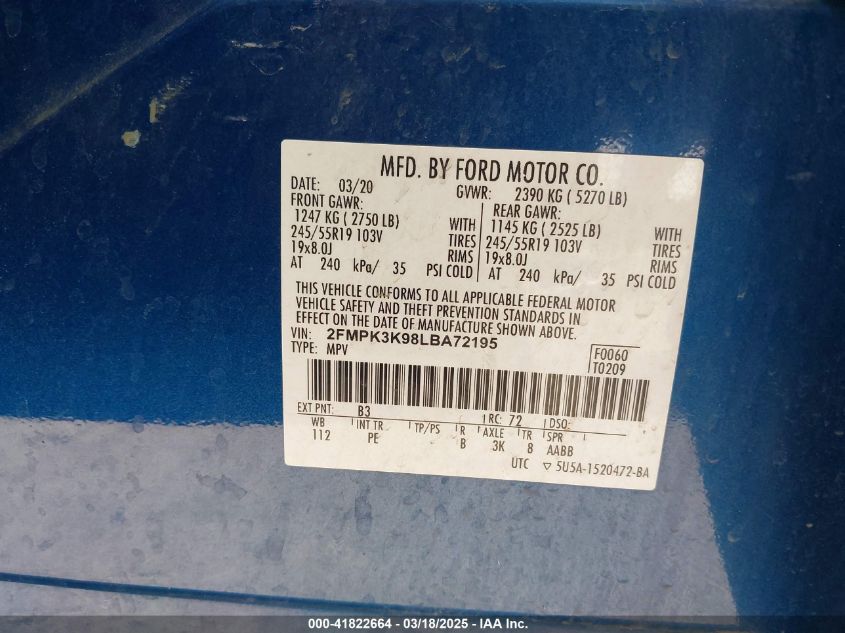 MFD. BY FORD MOTOR CO.
DATE: 03/20 GVWR: 2390 KG ( 5270 LB)
FRONT GAWR: REAR GAWR:
1247 KG ( 2750 LB) WITH 1145 KG ( 2525 LB) WITH
245/55R19 103V TIRES 245/55R19 103V TIRES
19x8.0J RIMS 19x8.0J RIMS
AT 240 kPa/ 35 PSI COLD AT 240 kPa/ 35 PSI COLD
THIS VEHICLE CONFORMS TO ALL APPLICABLE FEDERAL MOTOR
VEHICLE SAFETY AND THEFT PREVENTION STANDARDS IN
EFFECT ON THE DATE OF MANUFACTURE SHOWN ABOVE.
VIN: 2FMPK3K98LBA72195
TYPE: MPV
F0060
T0209
EXT PNT: B3 RC: 72 DSO:
WB INT TR TP/PS R AXLE TR SPR
112 PE B 3K 8 AABB
UTC ▽ 5U5A-1520472-BA
000-41822664 - 03/18/2025 - IAA, Inc.